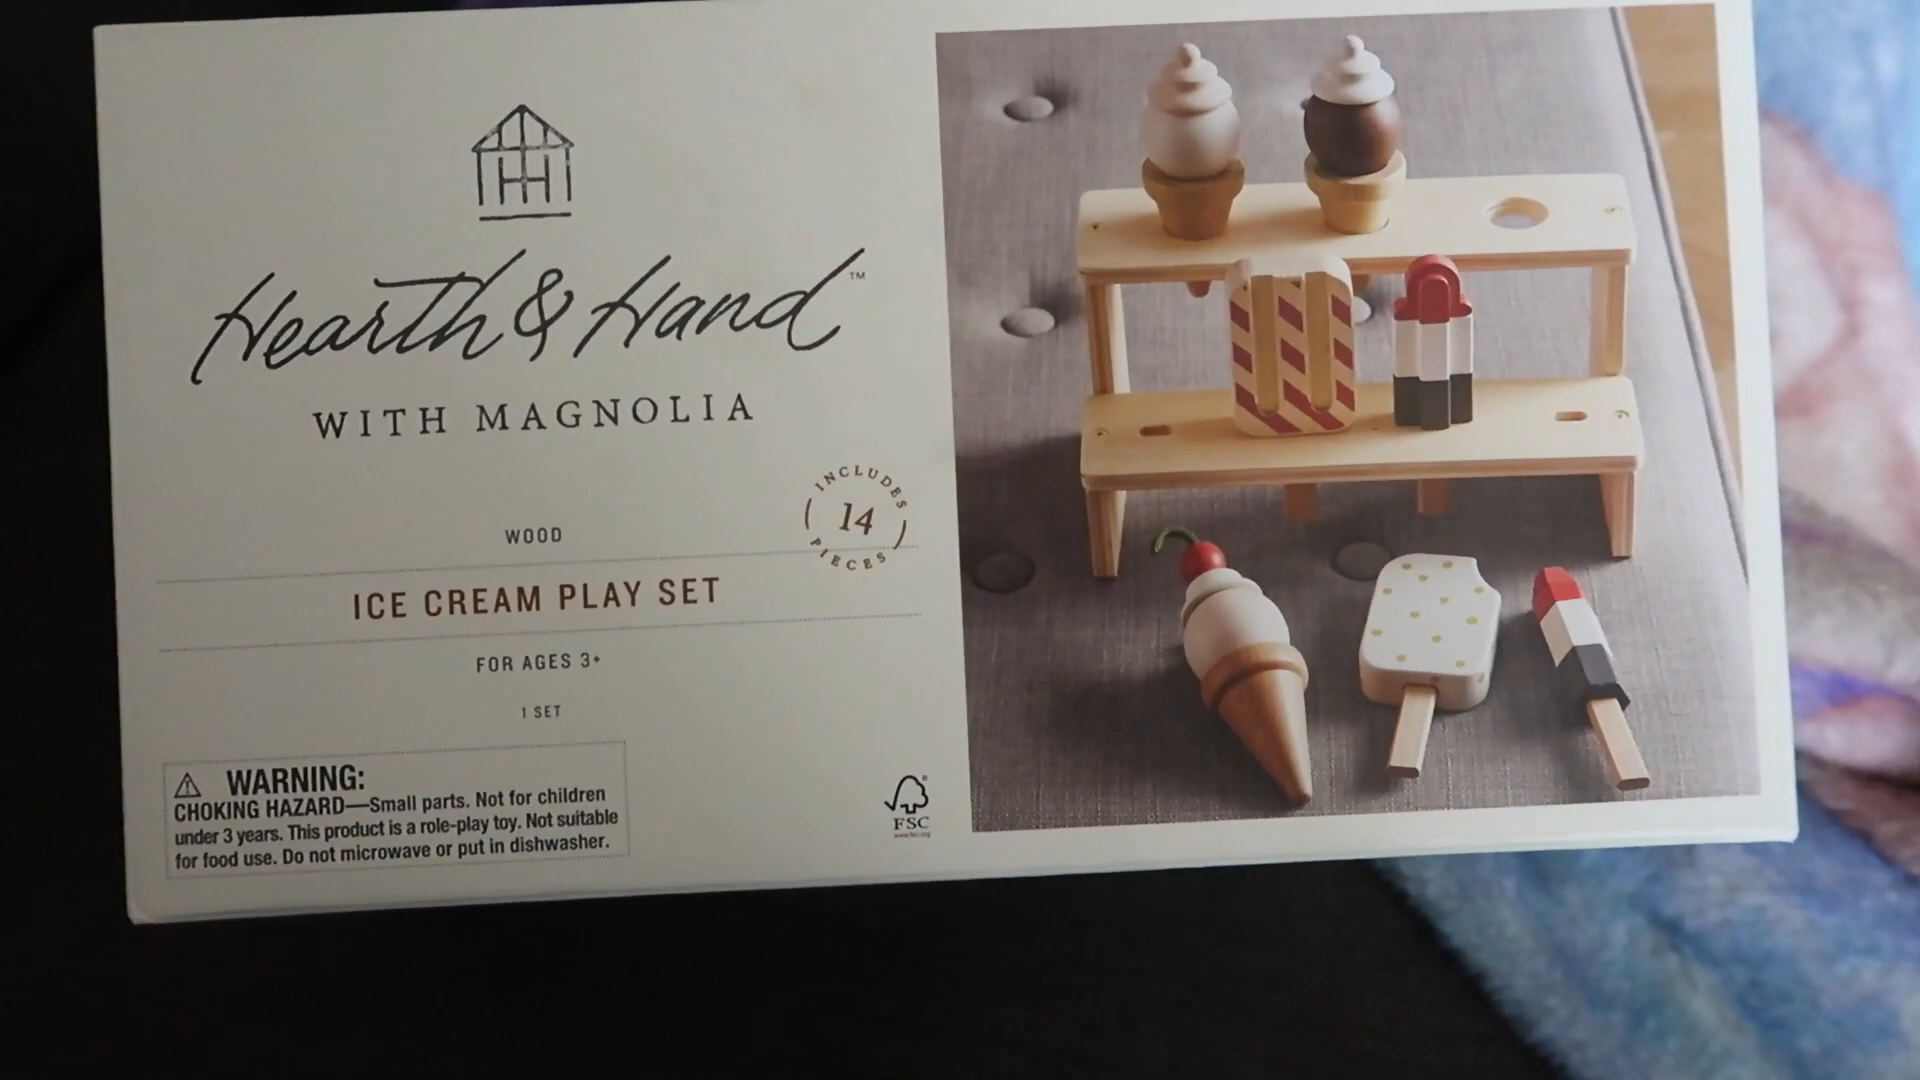 Hearth & Hand™
WITH MAGNOLIA
INCLUDES
14
PIECES
WOOD
ICE CREAM PLAY SET
FOR AGES 3+
1 SET
⚠ WARNING:
CHOKING HAZARD—Small parts. Not for children
under 3 years. This product is a role-play toy. Not suitable
for food use. Do not microwave or put in dishwasher.
FSC